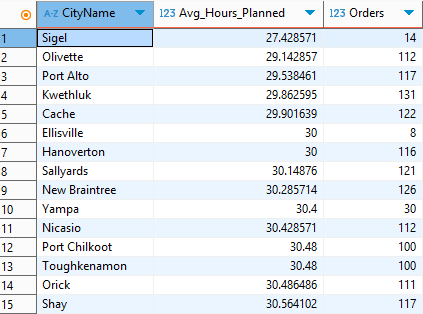 A-Z CityName 123 Avg_Hours_Planned 123 Orders
1 Sigel 27.428571 14
2 Olivette 29.142857 112
3 Port Alto 29.538461 117
4 Kwethluk 29.862595 131
5 Cache 29.901639 122
6 Ellisville 30 8
7 Hanoverton 30 116
8 Sallyards 30.14876 121
9 New Braintree 30.285714 126
10 Yampa 30.4 30
11 Nicasio 30.428571 112
12 Port Chilkoot 30.48 100
13 Toughkenamon 30.48 100
14 Orick 30.486486 111
15 Shay 30.564102 117